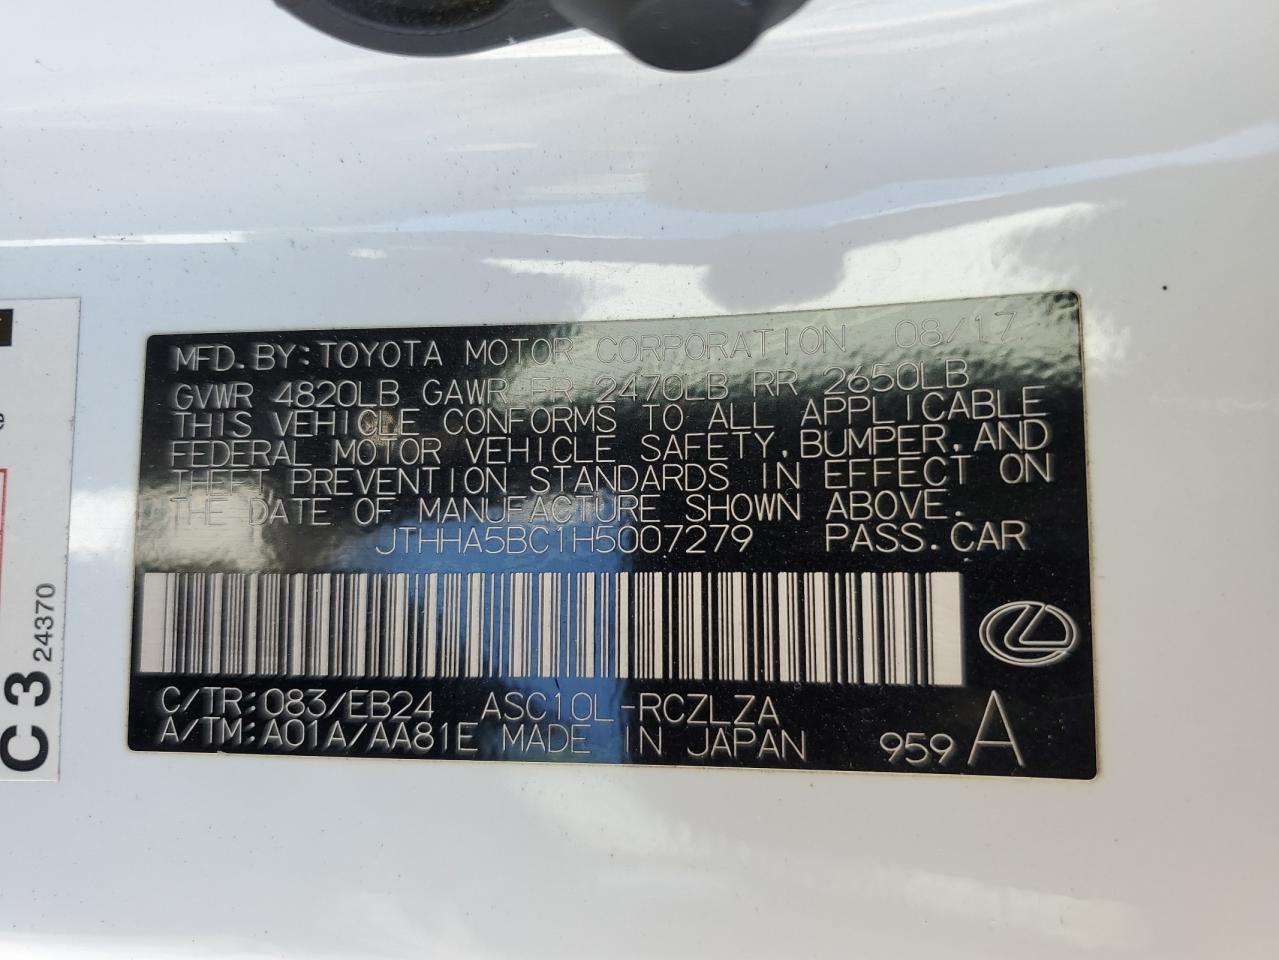 MFD.BY:TOYOTA MOTOR CORPORATION 08/17
GVWR 4820LB GAWR FR 2470LB RR 2650LB
THIS VEHICLE CONFORMS TO ALL APPLICABLE
FEDERAL MOTOR VEHICLE SAFETY,BUMPER,AND
THEFT PREVENTION STANDARDS IN EFFECT ON
THE DATE OF MANUFACTURE SHOWN ABOVE.
JTHHA5BC1H5007279 PASS.CAR
C/TR:083/EB24 ASC10L-RCZLZA
A/TM:A01A/AA81E MADE IN JAPAN 959 A
C 3 24370